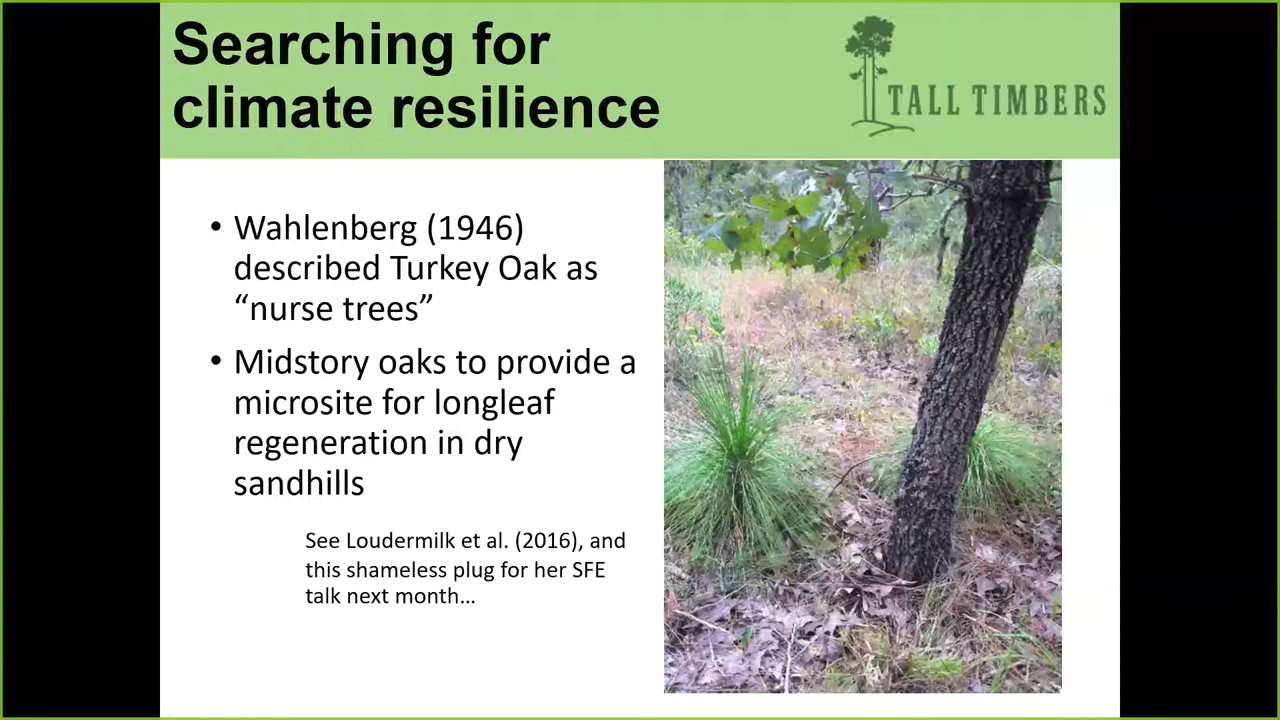 Searching for
climate resilience
TALL TIMBERS
• Wahlenberg (1946)
described Turkey Oak as
“nurse trees”
• Midstory oaks to provide a
microsite for longleaf
regeneration in dry
sandhills
See Loudermilk et al. (2016), and
this shameless plug for her SFE
talk next month…